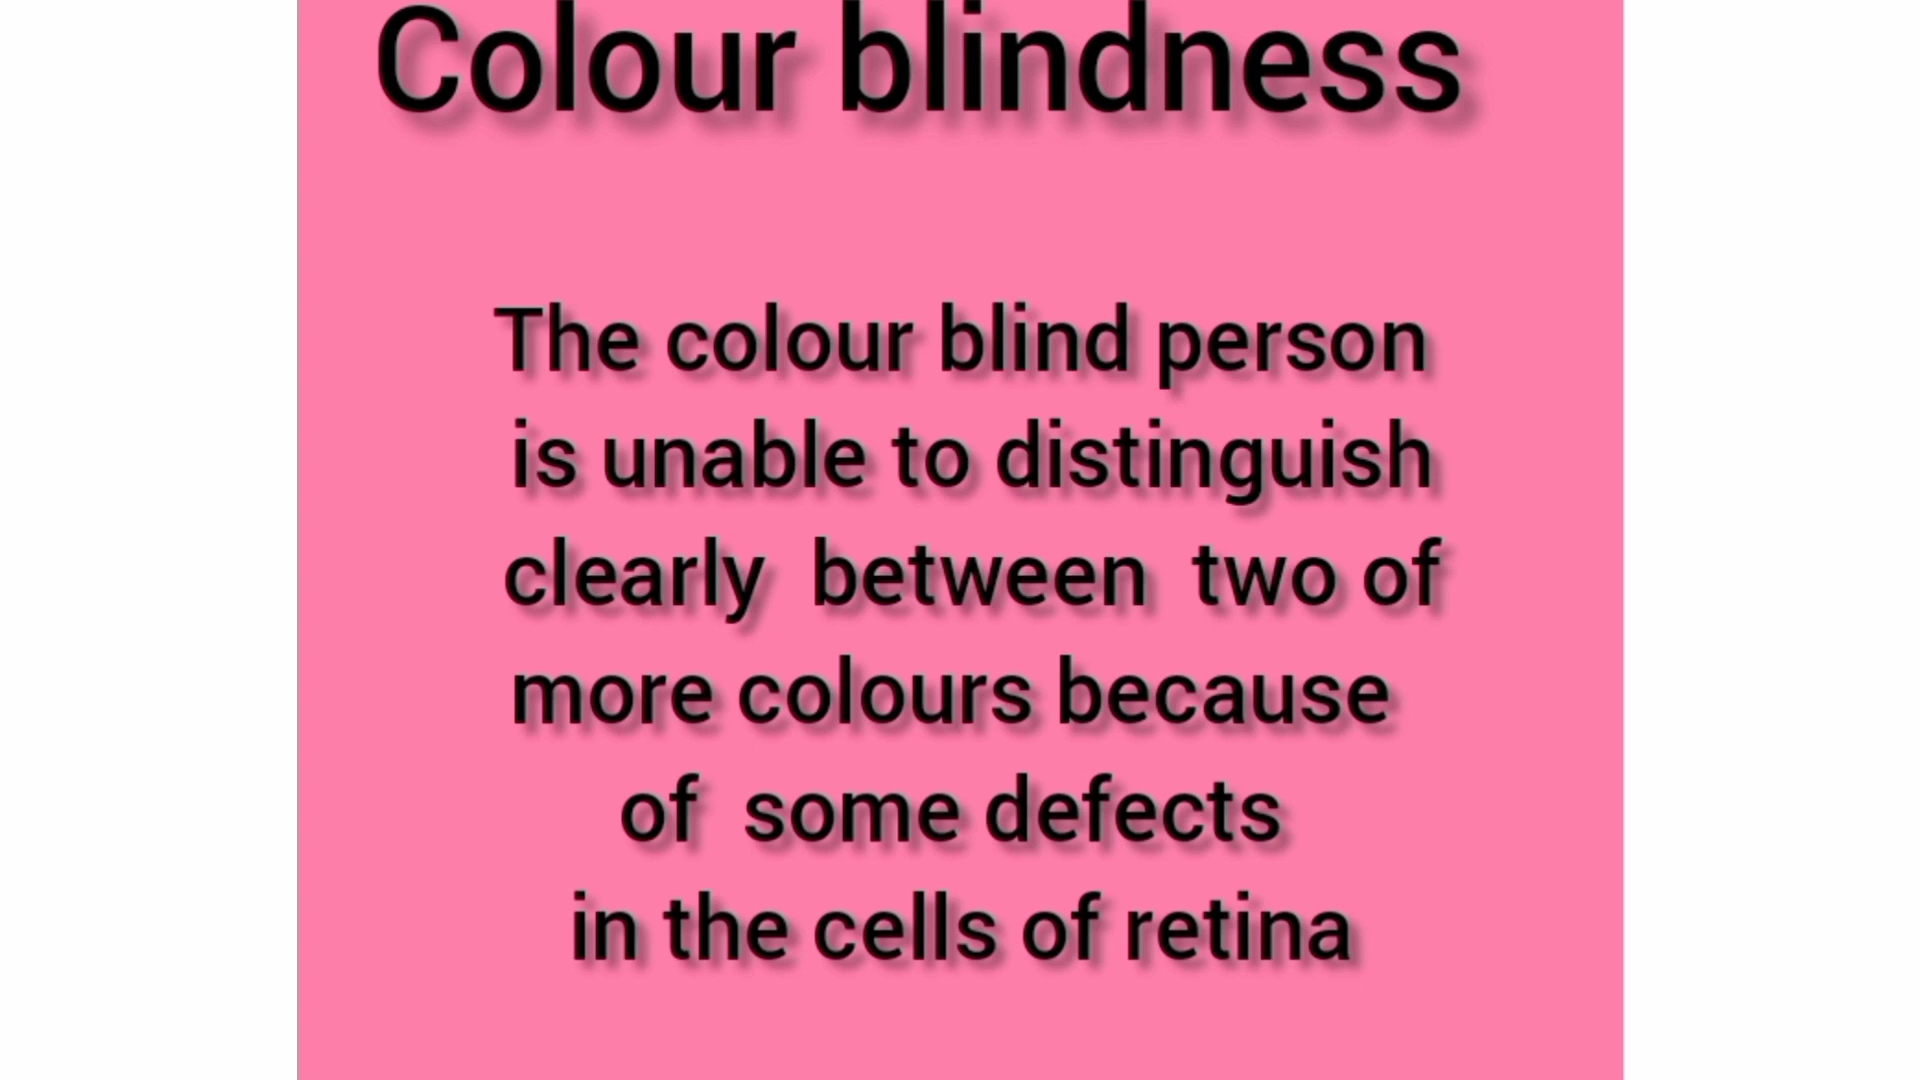 Colour blindness
The colour blind person
is unable to distinguish
clearly between two of
more colours because
of some defects
in the cells of retina